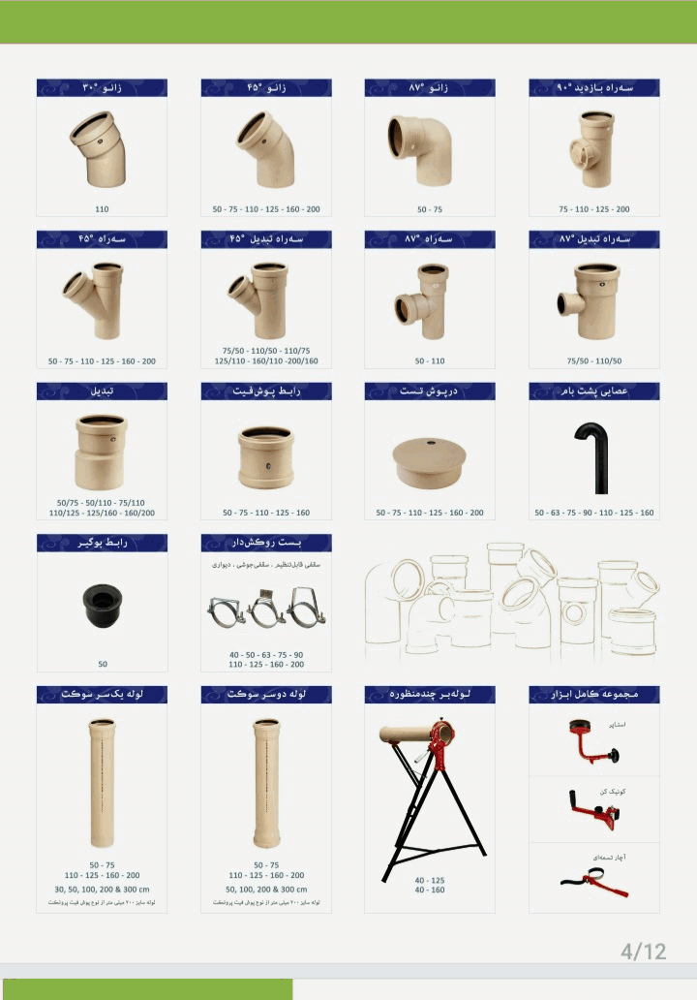 سه‌راه بازدید °۹۰
زانو °۸۷
زانو °۴۵
زانو °۳۰
75 - 110 - 125 - 200
50 - 75
50 - 75 - 110 - 125 - 160 - 200
110
سه‌راه تبدیل °۸۷
سه‌راه °۸۷
سه‌راه تبدیل °۴۵
سه‌راه °۴۵
75/50 - 110/50
50 - 110
75/50 - 110/50 - 110/75
125/110 - 160/110 -200/160
50 - 75 - 110 - 125 - 160 - 200
عصایی پشت بام
درپوش تست
رابط پوش‌فیت
تبدیل
50 - 63 - 75 - 90 - 110 - 125 - 160
50 - 75 - 110 - 125 - 160 - 200
50 - 75 - 110 - 125 - 160
50/75 - 50/110 - 75/110
110/125 - 125/160 - 160/200
بست روکش‌دار
رابط بوگیر
سقفی قابل‌تنظیم ، سقفی‌جوشی ، دیواری
40 - 50 - 63 - 75 - 90
110 - 125 - 160 - 200
50
مجموعه کامل ابزار
لوله‌بر چندمنظوره
لوله دوسر سوکت
لوله یک‌سر سوکت
استاپر
کونیک کن
آچار تسمه‌ای
40 - 125
40 - 160
50 - 75
110 - 125 - 160 - 200
50, 100, 200 & 300 cm
لوله سایز ۲۰۰ میلی متر از نوع پوش فیت پروتکت
50 - 75
110 - 125 - 160 - 200
30, 50, 100, 200 & 300 cm
لوله سایز ۲۰۰ میلی متر از نوع پوش فیت پروتکت
4/12